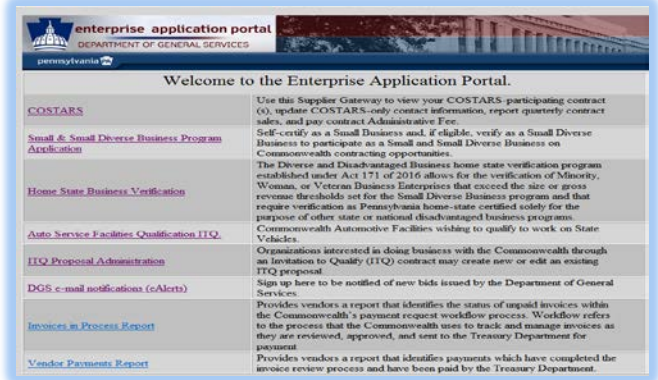 enterprise application portal
DEPARTMENT OF GENERAL SERVICES
pennsylvania PA
Welcome to the Enterprise Application Portal.
COSTARS
Use this Supplier Gateway to view your COSTARS-participating contract
(s), update COSTARS-only contact information, report quarterly contract
sales, and pay contract Administrative Fee.
Small & Small Diverse Business Program
Application
Self-certify as a Small Business and, if eligible, verify as a Small Diverse
Business to participate as a Small and Small Diverse Business on
Commonwealth contracting opportunities.
Home State Business Verification
The Diverse and Disadvantaged Business home state verification program
established under Act 171 of 2016 allows for the verification of Minority,
Woman, or Veteran Business Enterprises that exceed the size or gross
revenue thresholds set for the Small Diverse Business program and that
require verification as Pennsylvania home-state certified solely for the
purpose of other state or national disadvantaged business programs.
Auto Service Facilities Qualification ITQ.
Commonwealth Automotive Facilities wishing to qualify to work on State
Vehicles.
ITQ Proposal Administration
Organizations interested in doing business with the Commonwealth through
an Invitation to Qualify (ITQ) contract may create new or edit an existing
ITQ proposal.
DGS e-mail notifications (eAlerts)
Sign up here to be notified of new bids issued by the Department of General
Services.
Invoices in Process Report
Provides vendors a report that identifies the status of unpaid invoices within
the Commonwealth's payment request workflow process. Workflow refers
to the process that the Commonwealth uses to track and manage invoices as
they are reviewed, approved, and sent to the Treasury Department for
payment.
Vendor Payments Report
Provides vendors a report that identifies payments which have completed the
invoice review process and have been paid by the Treasury Department.